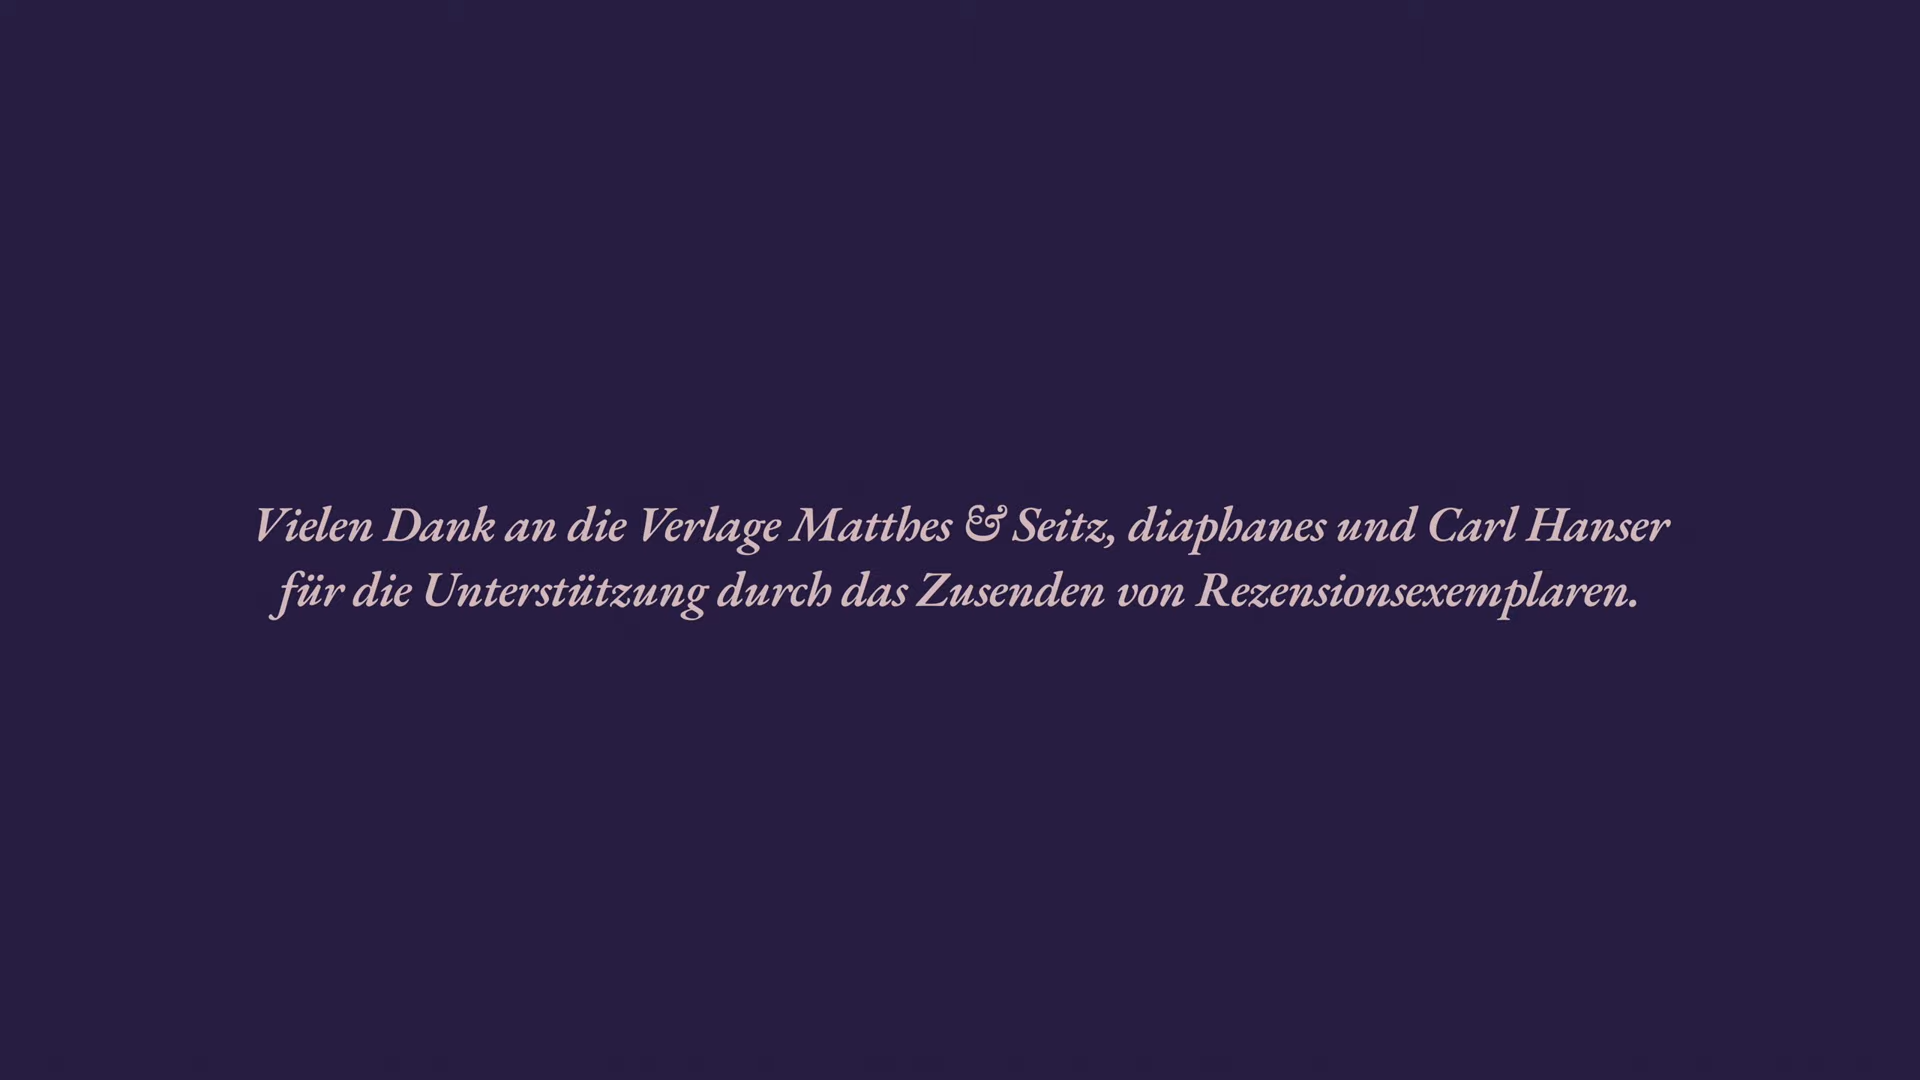 Vielen Dank an die Verlage Matthes & Seitz, diaphanes und Carl Hanser
für die Unterstützung durch das Zusenden von Rezensionsexemplaren.